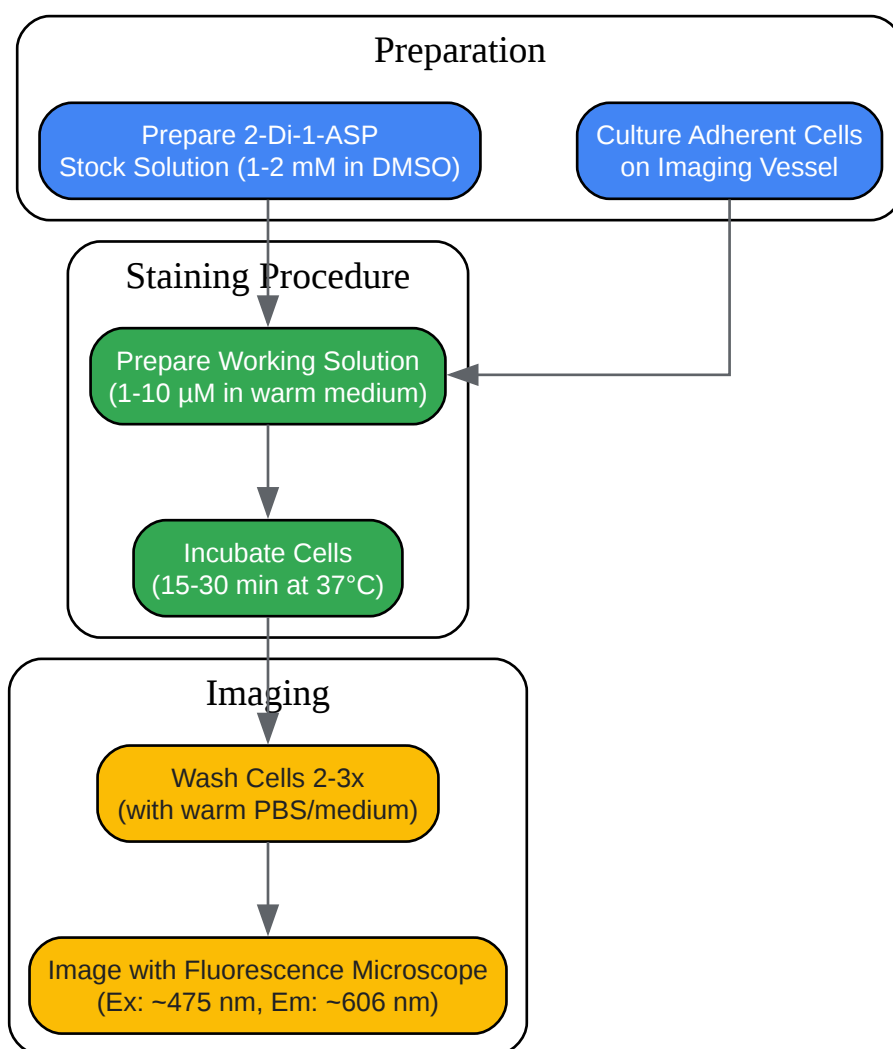 Preparation
Prepare 2-Di-1-ASP
Stock Solution (1-2 mM in DMSO)
Culture Adherent Cells
on Imaging Vessel
Staining Procedure
Prepare Working Solution
(1-10 µM in warm medium)
Incubate Cells
(15-30 min at 37°C)
Imaging
Wash Cells 2-3x
(with warm PBS/medium)
Image with Fluorescence Microscope
(Ex: ~475 nm, Em: ~606 nm)